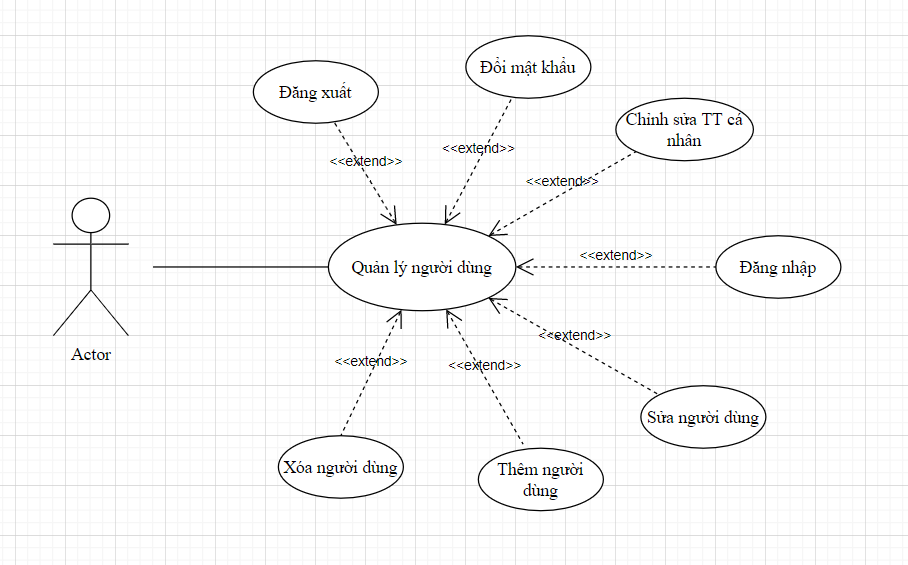 Đổi mật khẩu
Đăng xuất
Chỉnh sửa TT cá
nhân
<<extend>>
<<extend>>
<<extend>>
Quản lý người dùng
<<extend>>
Đăng nhập
Actor
<<extend>>
<<extend>>
<<extend>>
Sửa người dùng
Xóa người dùng
Thêm người
dùng